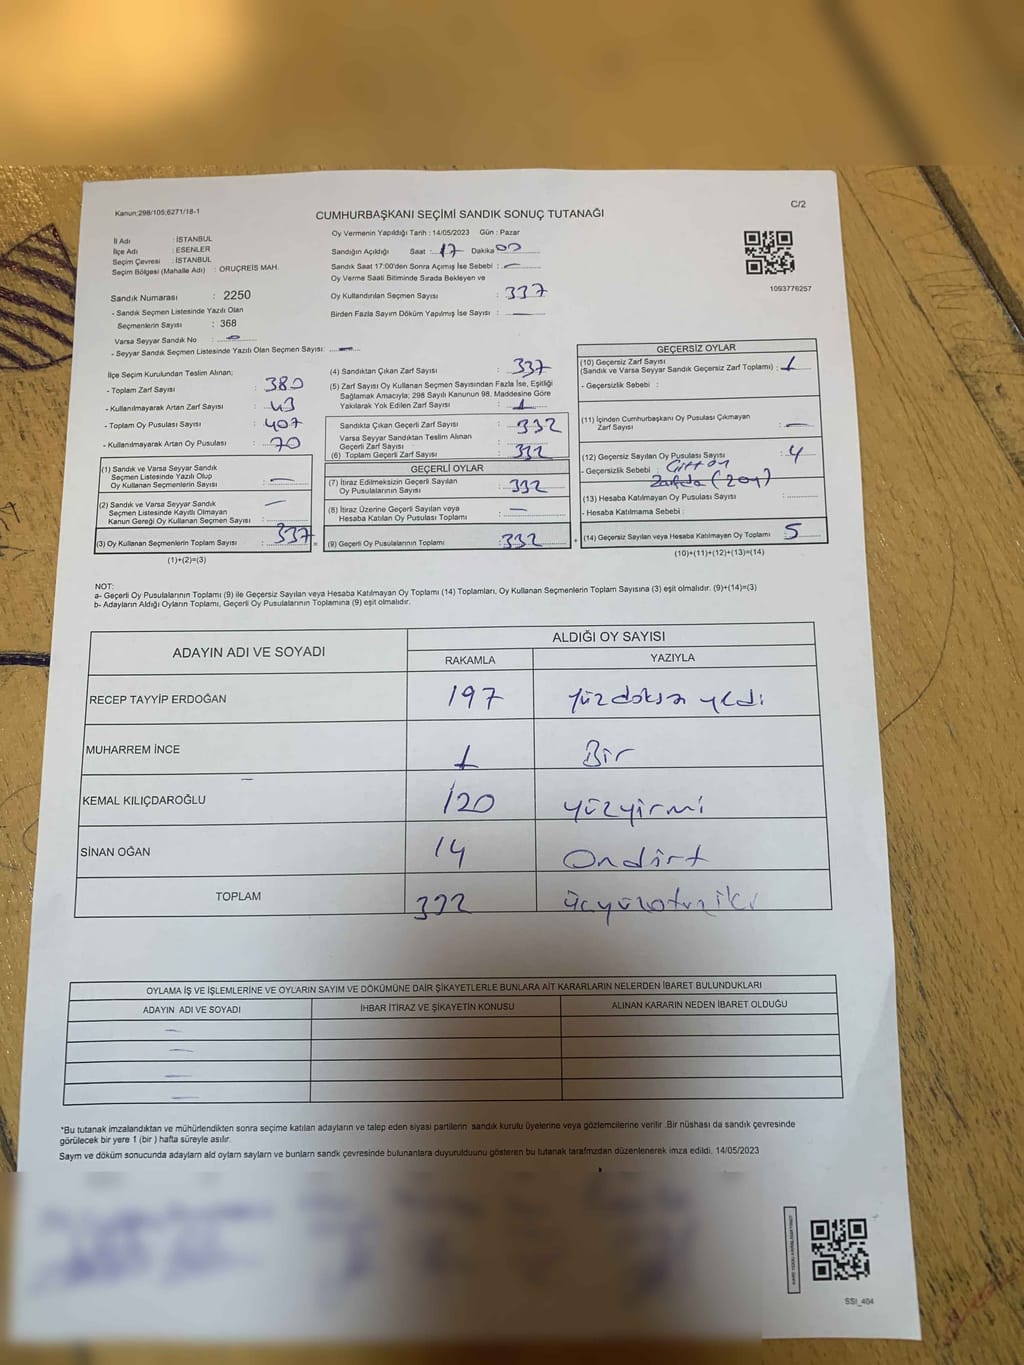 Kanun:298/105;6271/18-1
C/2
CUMHURBAŞKANI SEÇİMİ SANDIK SONUÇ TUTANAĞI
Oy Vermenin Yapıldığı Tarih : 14/05/2023 Gün : Pazar
İl Adı : İSTANBUL
İlçe Adı : ESENLER
Seçim Çevresi : İSTANBUL
Seçim Bölgesi (Mahalle Adı) : ORUÇREİS MAH.
Sandık Numarası : 2250
- Sandık Seçmen Listesinde Yazılı Olan
Seçmenlerin Sayısı : 368
Varsa Seyyar Sandık No :
- Seyyar Sandık Seçmen Listesinde Yazılı Olan Seçmen Sayısı:
Sandığın Açıldığı Saat : 17 Dakika 00
Sandık Saat 17:00'den Sonra Açımış İse Sebebi : —
Oy Verme Saati Bitiminde Sırada Bekleyen ve
Oy Kullandırılan Seçmen Sayısı : 337
Birden Fazla Sayım Döküm Yapılmış İse Sayısı : —
1093776257
İlçe Seçim Kurulundan Teslim Alınan;
- Toplam Zarf Sayısı : 380
- Kullanılmayarak Artan Zarf Sayısı : 43
- Toplam Oy Pusulası Sayısı : 407
- Kullanılmayarak Artan Oy Pusulası : 70
(1) Sandık ve Varsa Seyyar Sandık
Seçmen Listesinde Yazılı Olup
Oy Kullanan Seçmenlerin Sayısı : —
(2) Sandık ve Varsa Seyyar Sandık
Seçmen Listesinde Kayıtlı Olmayan
Kanun Gereği Oy Kullanan Seçmen Sayısı : —
(3) Oy Kullanan Seçmenlerin Toplam Sayısı : 337
(1)+(2)=(3)
(4) Sandıktan Çıkan Zarf Sayısı : 337
(5) Zarf Sayısı Oy Kullanan Seçmen Sayısından Fazla İse, Eşitliği
Sağlamak Amacıyla; 298 Sayılı Kanunun 98. Maddesine Göre
Yakılarak Yok Edilen Zarf Sayısı : 1
Sandıkta Çıkan Geçerli Zarf Sayısı : 332
Varsa Seyyar Sandıktan Teslim Alınan
Geçerli Zarf Sayısı :
(6) Toplam Geçerli Zarf Sayısı : 332
GEÇERLİ OYLAR
(7) İtiraz Edilmeksizin Geçerli Sayılan
Oy Pusulalarının Sayısı : 332
(8) İtiraz Üzerine Geçerli Sayılan veya
Hesaba Katılan Oy Pusulası Toplamı : —
(9) Geçerli Oy Pusulalarının Toplamı : 332
GEÇERSİZ OYLAR
(10) Geçersiz Zarf Sayısı
(Sandık ve Varsa Seyyar Sandık Geçersiz Zarf Toplamı) : 1
- Geçersizlik Sebebi :
(11) İçinden Cumhurbaşkanı Oy Pusulası Çıkmayan
Zarf Sayısı : —
(12) Geçersiz Sayılan Oy Pusulası Sayısı : 4
- Geçersizlik Sebebi :
(13) Hesaba Katılmayan Oy Pusulası Sayısı :
- Hesaba Katılmama Sebebi :
(14) Geçersiz Sayılan veya Hesaba Katılmayan Oy Toplamı : 5
(10)+(11)+(12)+(13)=(14)
NOT:
a- Geçerli Oy Pusulalarının Toplamı (9) ile Geçersiz Sayılan veya Hesaba Katılmayan Oy Toplamı (14) Toplamları, Oy Kullanan Seçmenlerin Toplam Sayısına (3) eşit olmalıdır. (9)+(14)=(3)
b- Adayların Aldığı Oyların Toplamı, Geçerli Oy Pusulalarının Toplamına (9) eşit olmalıdır.
ADAYIN ADI VE SOYADI
ALDIĞI OY SAYISI
RAKAMLA YAZIYLA
RECEP TAYYİP ERDOĞAN 197 yüzdoksan yedi
MUHARREM İNCE 1 Bir
KEMAL KILIÇDAROĞLU 120 yüzyirmi
SİNAN OĞAN 14 Ondört
TOPLAM 332 üçyüzotuziki
OYLAMA İŞ VE İŞLEMLERİNE VE OYLARIN SAYIM VE DÖKÜMÜNE DAİR ŞİKAYETLERLE BUNLARA AİT KARARLARIN NELERDEN İBARET BULUNDUKLARI
ADAYIN ADI VE SOYADI İHBAR İTİRAZ VE ŞİKAYETİN KONUSU ALINAN KARARIN NEDEN İBARET OLDUĞU
*Bu tutanak imzalandıktan ve mühürlendikten sonra seçime katılan adayların ve talep eden siyasi partilerin sandık kurulu üyelerine veya gözlemcilerine verilir .Bir nüshası da sandık çevresinde
görülecek bir yere 1 (bir ) hafta süreyle asılır.
Saym ve döküm sonucunda adaylarn ald oylarn saylarn ve bunlarn sandk çevresinde bulunanlara duyurulduunu gösteren bu tutanak tarafmzdan düzenlenerek imza edildi. 14/05/2023
SSI_404